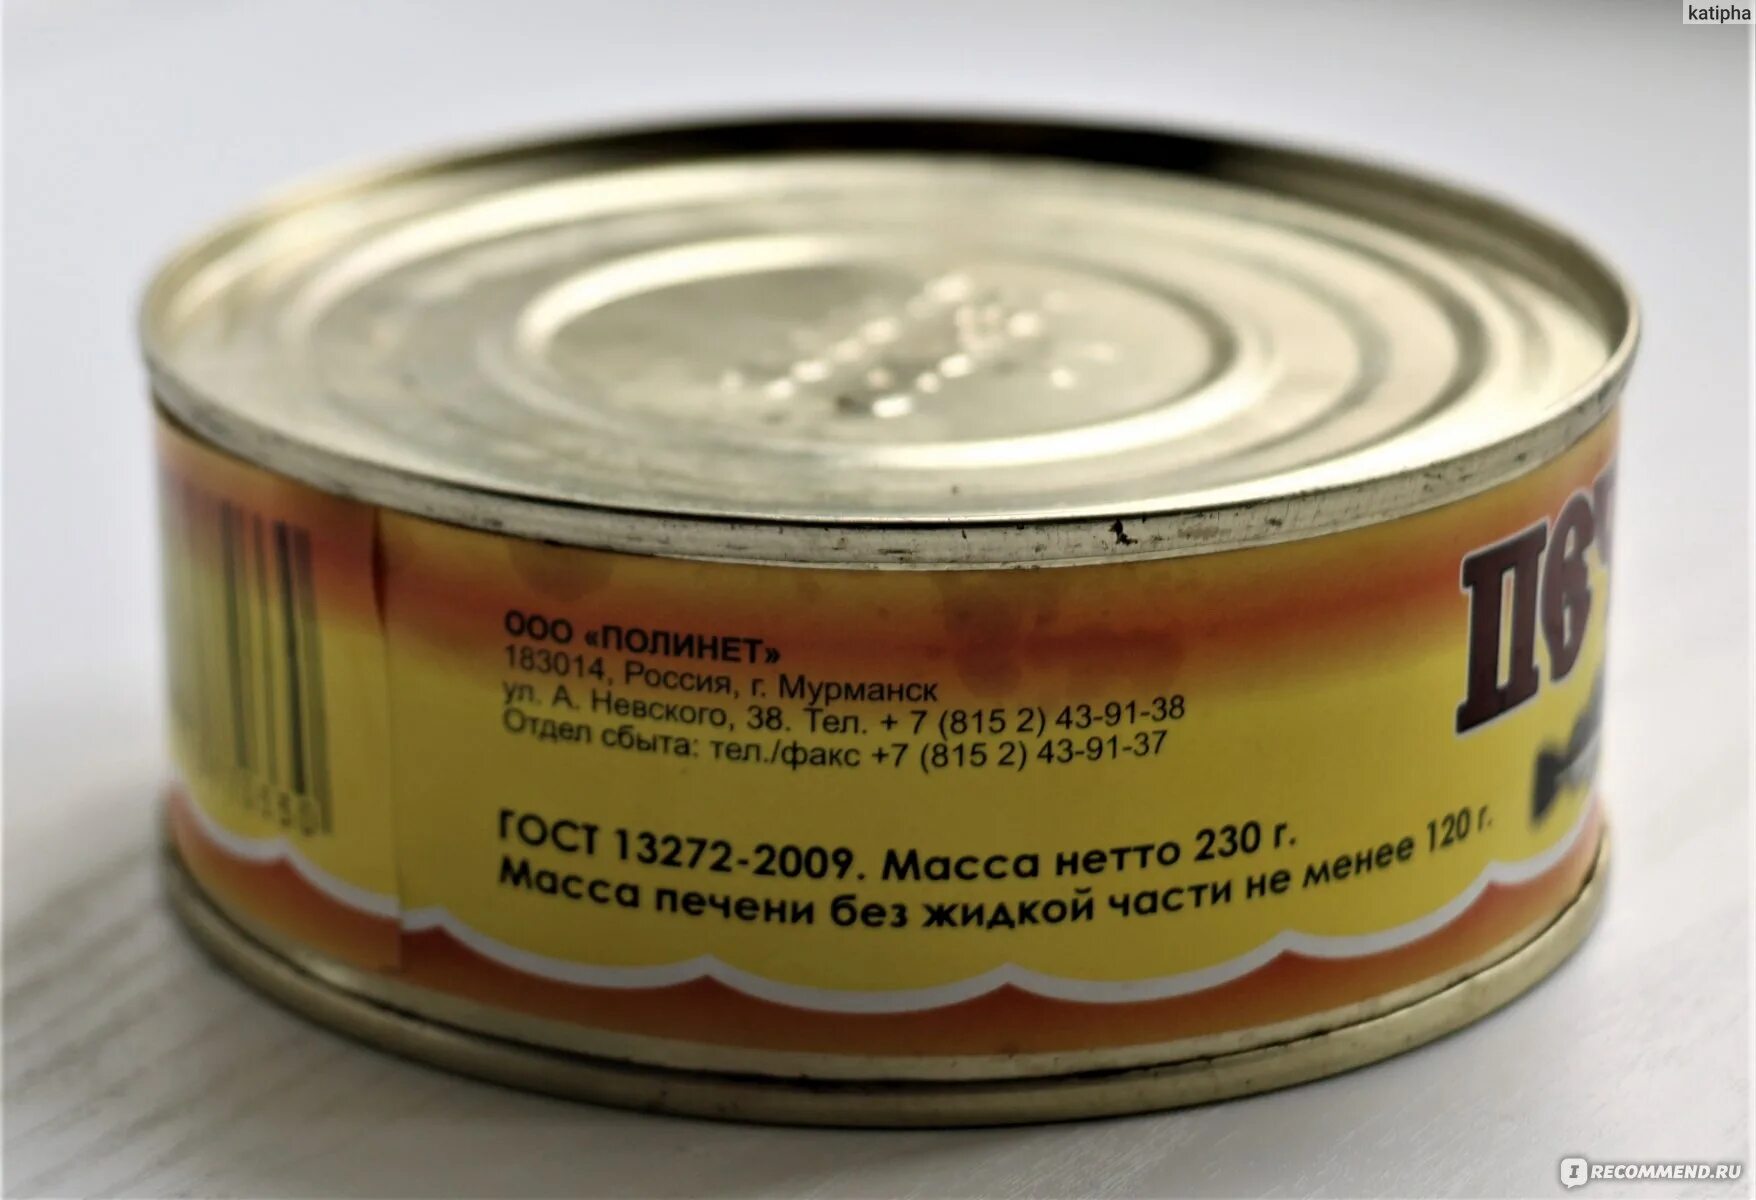 katipha
ООО «ПОЛИНЕТ»
183014, Россия, г. Мурманск
ул. А. Невского, 38. Тел. + 7 (815 2) 43-91-38
Отдел сбыта: тел./факс +7 (815 2) 43-91-37
ГОСТ 13272-2009. Масса нетто 230 г.
Масса печени без жидкой части не менее 120 г.
IRECOMMEND.RU